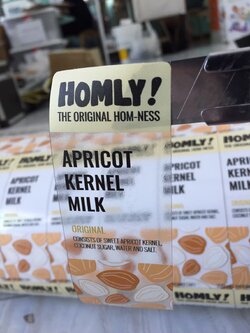 HOMLY!
THE ORIGINAL HOM-NESS
APRICOT
KERNEL
MILK
ORIGINAL
CONSISTS OF SWEET APRICOT KERNEL,
COCONUT SUGAR, WATER AND SALT.
HOMLY!
HOMLY!
APRICOT
KERNEL
MILK
HOMLY!